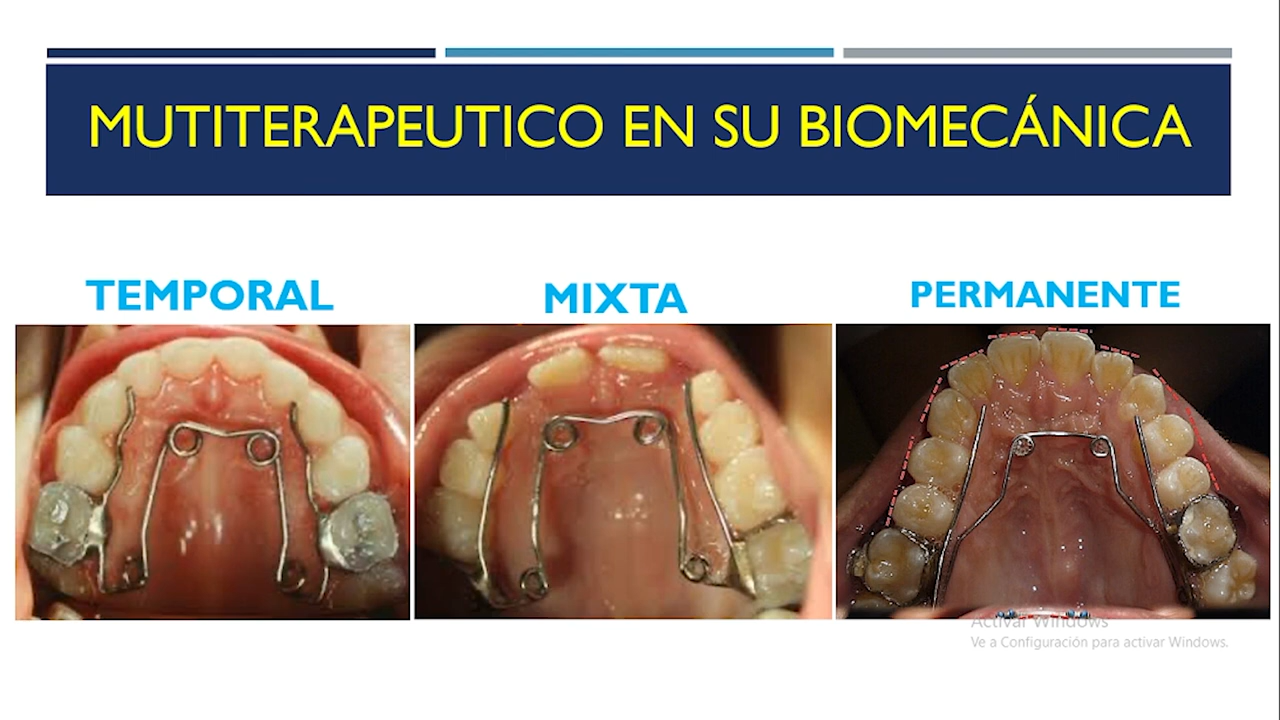 MUTITERAPEUTICO EN SU BIOMECÁNICA
TEMPORAL
MIXTA
PERMANENTE
Activar Windows
Ve a Configuración para activar Windows.